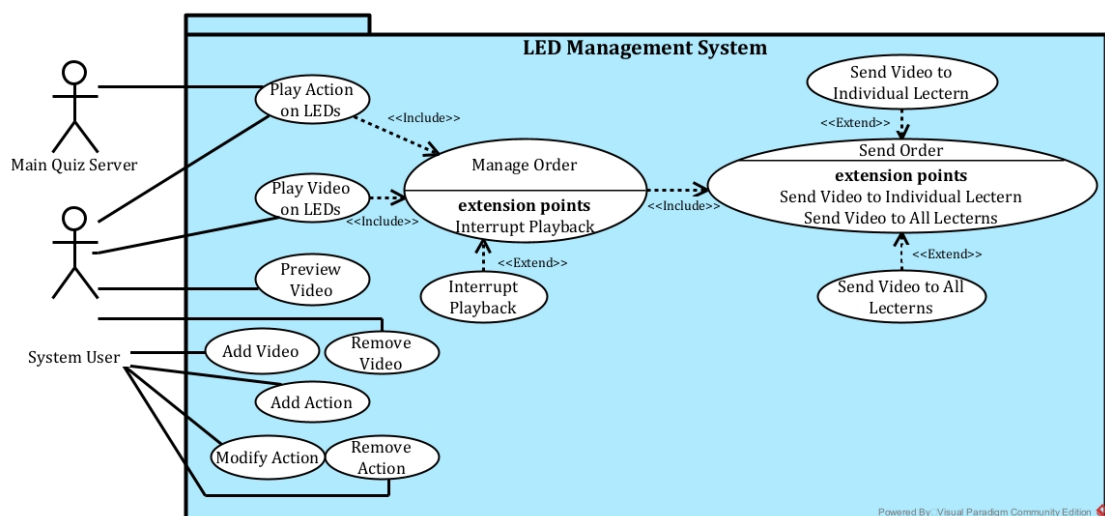 LED Management System
Main Quiz Server
System User
Play Action
on LEDs
<<Include>>
Play Video
on LEDs
<<Include>>
Preview
Video
Add Video
Remove
Video
Add Action
Modify Action
Remove
Action
Manage Order
extension points
Interrupt Playback
<<Extend>>
Interrupt
Playback
<<Include>>
Send Video to
Individual Lectern
<<Extend>>
Send Order
extension points
Send Video to Individual Lectern
Send Video to All Lecterns
<<Extend>>
Send Video to All
Lecterns
Powered By: Visual Paradigm Community Edition